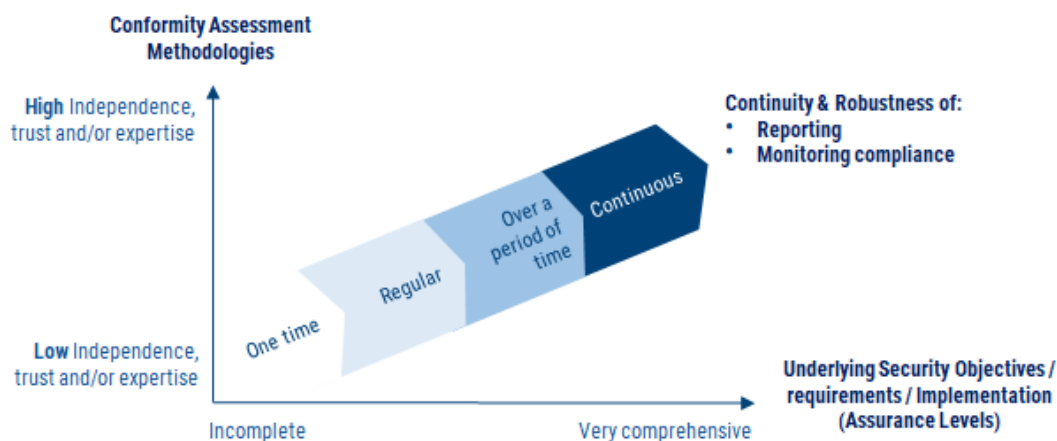 Conformity Assessment
Methodologies
High Independence,
trust and/or expertise
Continuity & Robustness of:
• Reporting
• Monitoring compliance
Continuous
Over a
period of
time
Regular
One time
Low Independence,
trust and/or expertise
Underlying Security Objectives /
requirements / Implementation
(Assurance Levels)
Incomplete
Very comprehensive